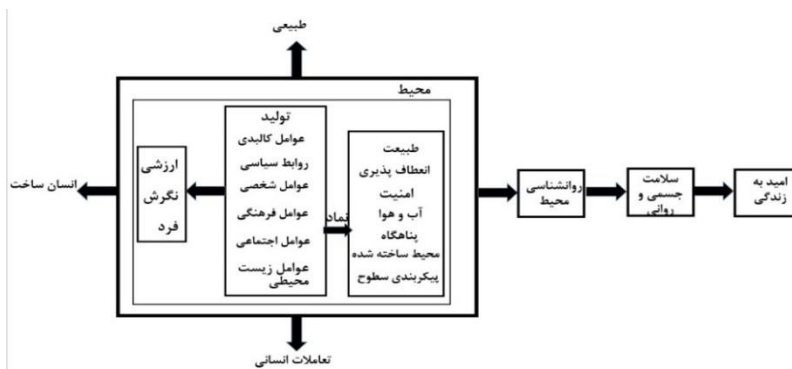 طبیعی
محیط
تولید
عوامل کالبدی
روابط سیاسی
عوامل شخصی
عوامل فرهنگی
عوامل اجتماعی
عوامل زیست
محیطی
ارزشی
نگرش
فرد
انسان ساخت
نماد
طبیعت
انعطاف پذیری
امنیت
آب و هوا
پناهگاه
محیط ساخته شده
پیکربندی سطوح
روانشناسی
محیط
سلامت
جسمی و
روانی
امید به
زندگی
تعاملات انسانی